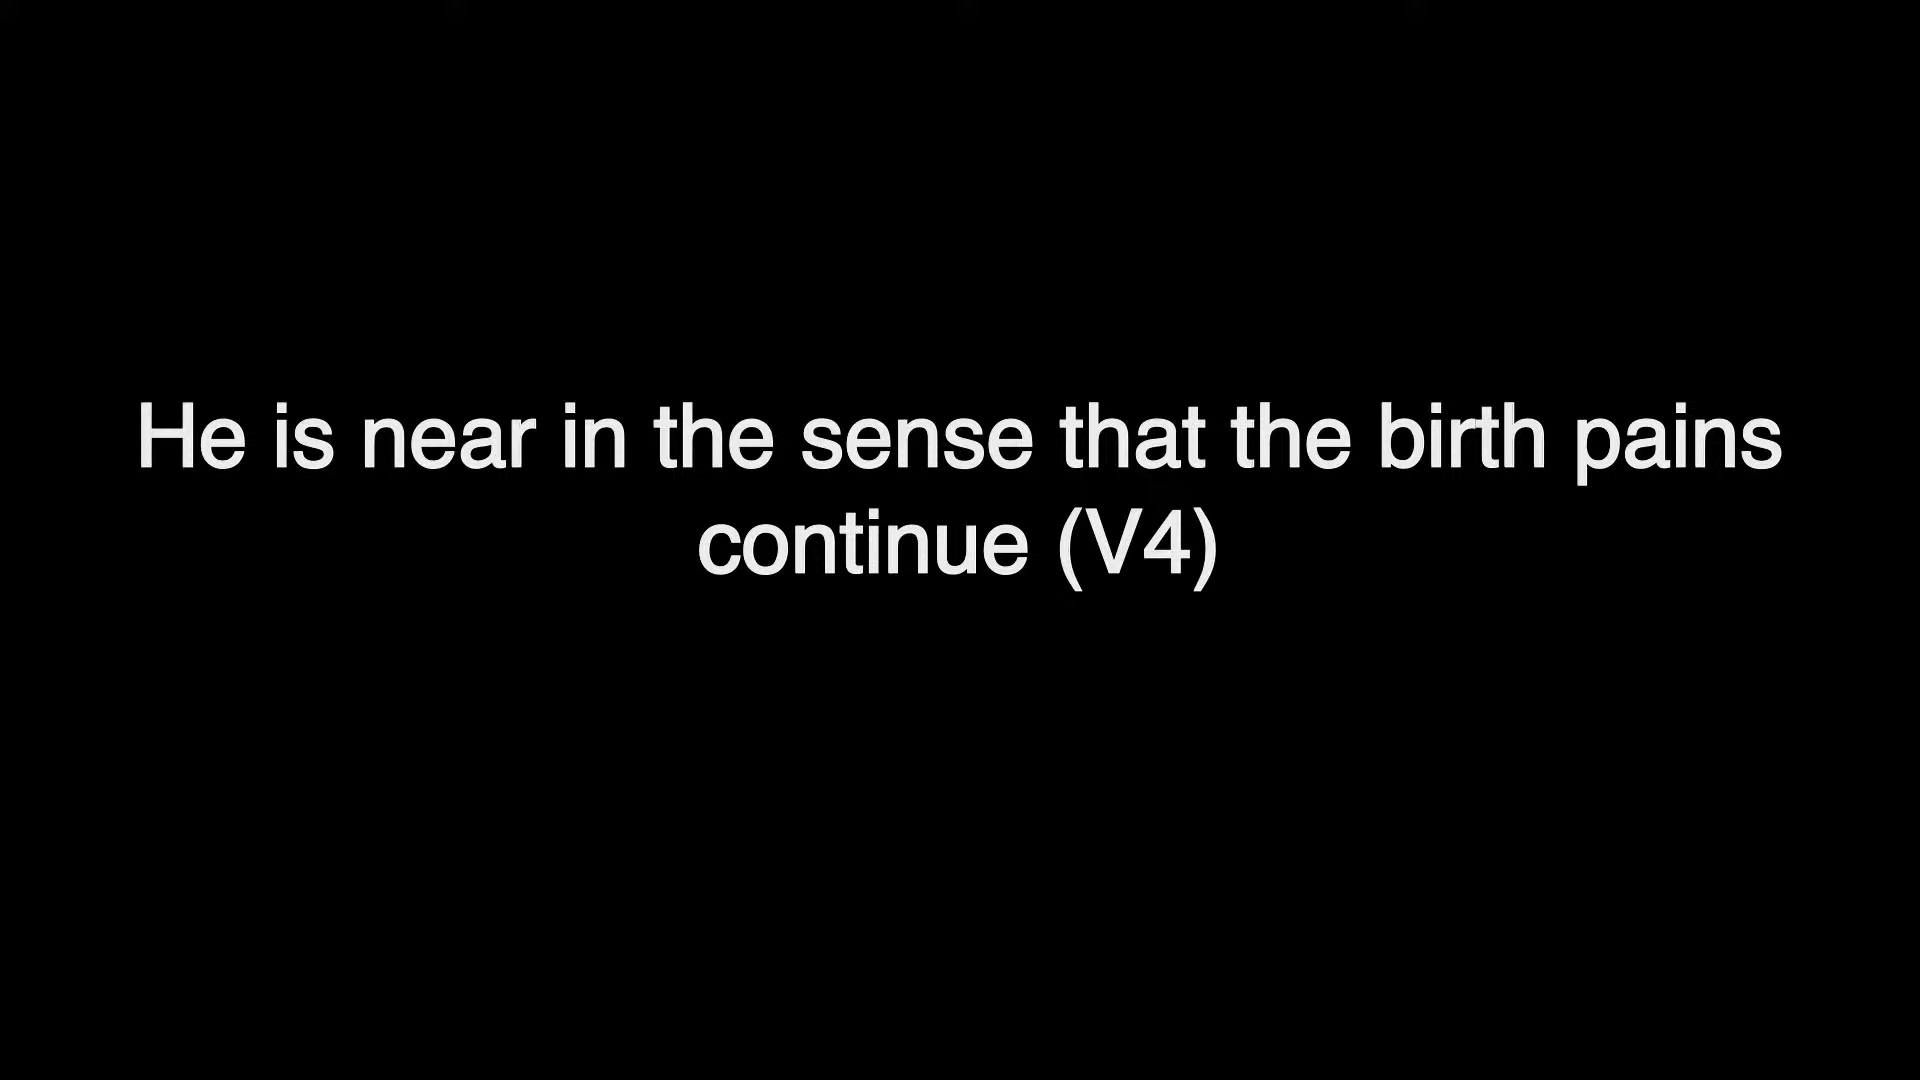 He is near in the sense that the birth pains
continue (V4)